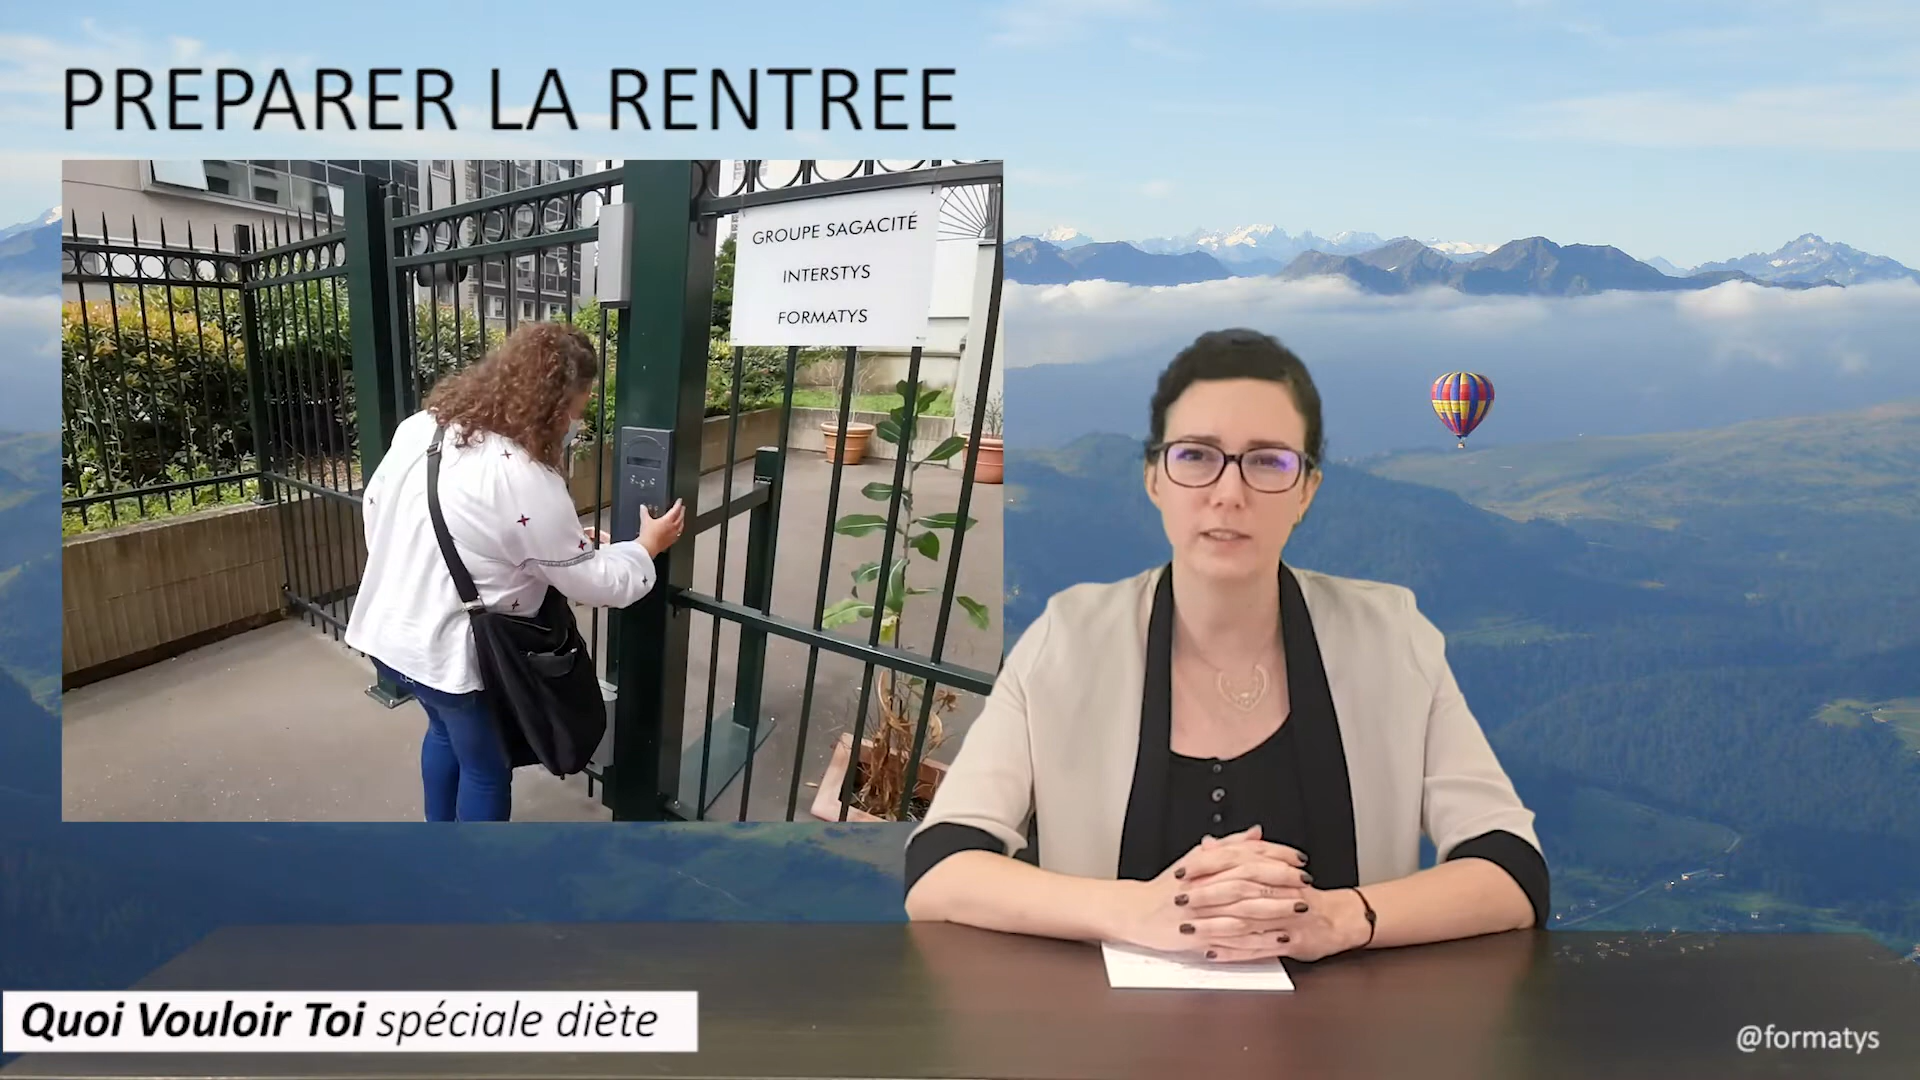 PREPARER LA RENTREE
GROUPE SAGACITÉ
INTERSTYS
FORMATYS
Quoi Vouloir Toi spéciale diète
@formatys